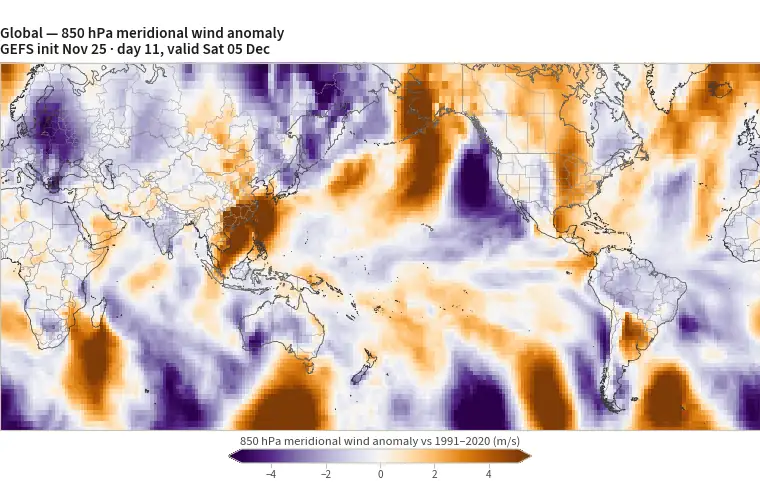 Global — 850 hPa meridional wind anomaly
GEFS init Nov 25 · day 11, valid Sat 05 Dec
850 hPa meridional wind anomaly vs 1991–2020 (m/s)
−4 −2 0 2 4